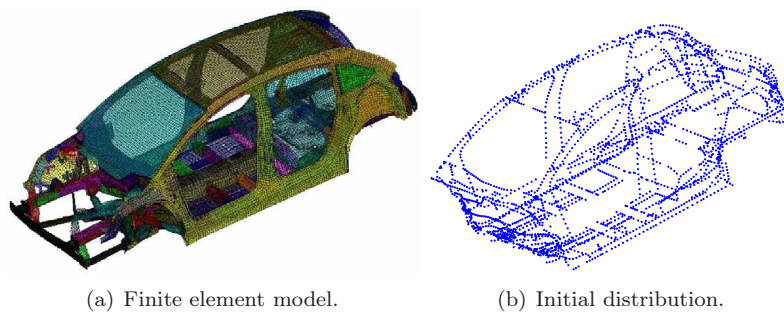 (a) Finite element model.
(b) Initial distribution.